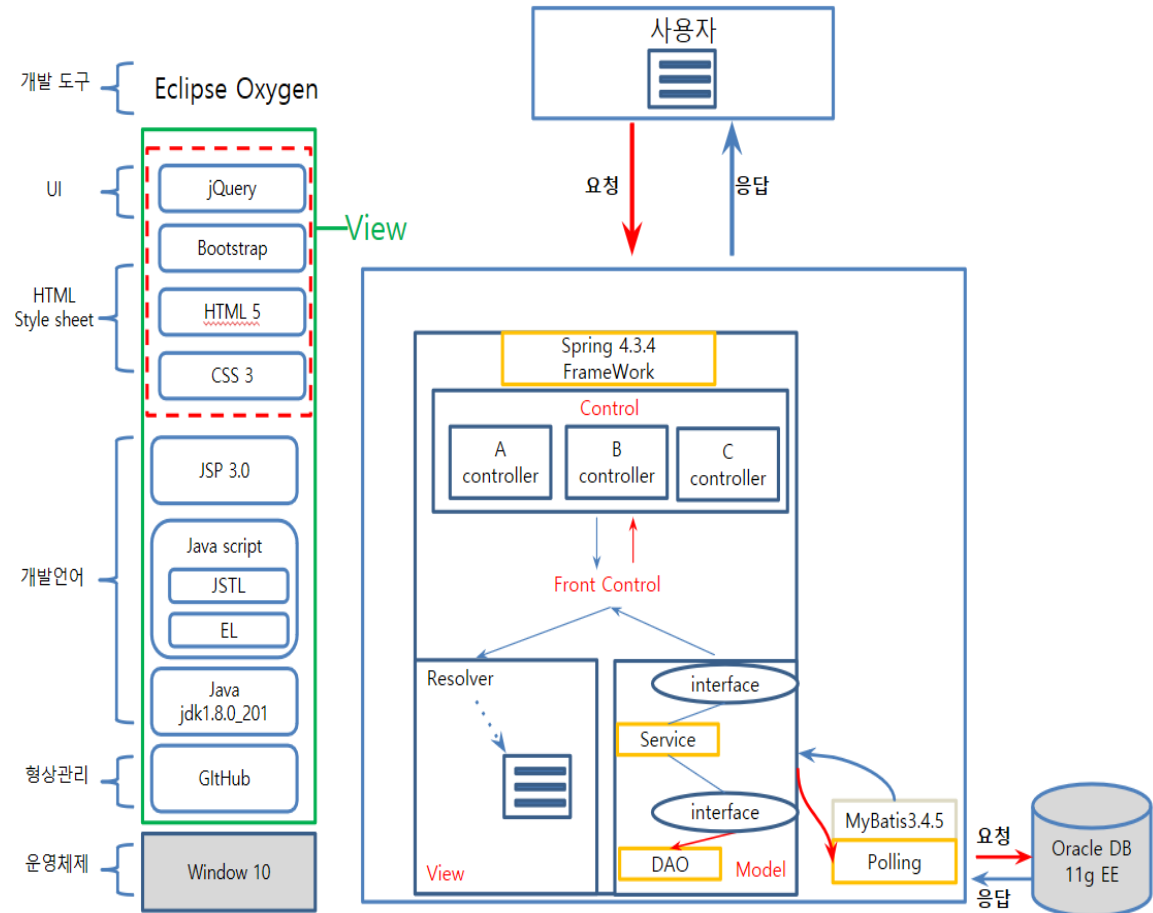 개발 도구
Eclipse Oxygen
UI
jQuery
Bootstrap
View
HTML
Style sheet
HTML 5
CSS 3
개발언어
JSP 3.0
Java script
JSTL
EL
Java
jdk1.8.0_201
형상관리
GItHub
운영체제
Window 10
사용자
요청
응답
Spring 4.3.4
FrameWork
Control
A
controller
B
controller
C
controller
Front Control
Resolver
View
interface
Service
interface
DAO
Model
MyBatis3.4.5
Polling
요청
응답
Oracle DB
11g EE